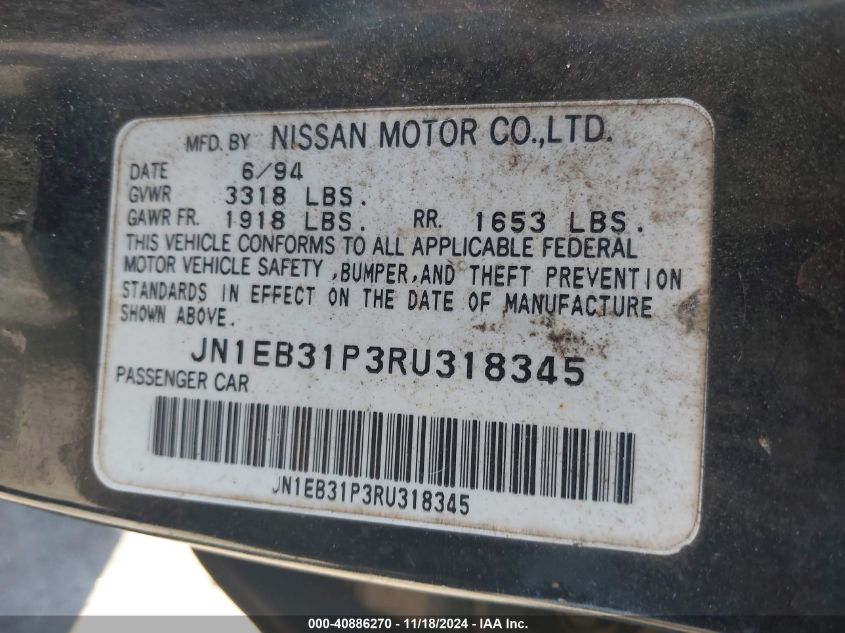 MFD. BY NISSAN MOTOR CO.,LTD.
DATE 6/94
GVWR 3318 LBS.
GAWR FR. 1918 LBS. RR. 1653 LBS.
THIS VEHICLE CONFORMS TO ALL APPLICABLE FEDERAL
MOTOR VEHICLE SAFETY ,BUMPER,AND THEFT PREVENTION
STANDARDS IN EFFECT ON THE DATE OF MANUFACTURE
SHOWN ABOVE.
JN1EB31P3RU318345
PASSENGER CAR
JN1EB31P3RU318345
000-40886270 - 11/18/2024 - IAA Inc.